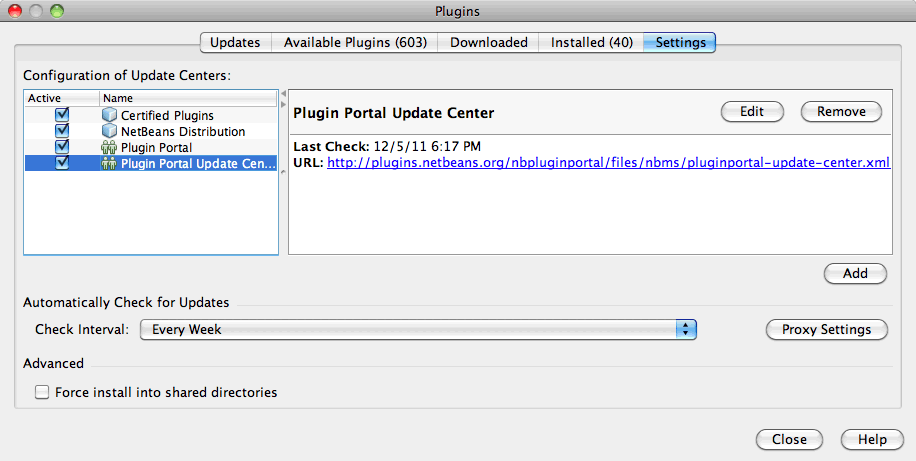 Plugins
Updates Available Plugins (603) Downloaded Installed (40) Settings
Configuration of Update Centers:
Active Name
Certified Plugins
NetBeans Distribution
Plugin Portal
Plugin Portal Update Cen...
Plugin Portal Update Center Edit Remove
Last Check: 12/5/11 6:17 PM
URL: http://plugins.netbeans.org/nbpluginportal/files/nbms/pluginportal-update-center.xml
Add
Automatically Check for Updates
Check Interval: Every Week Proxy Settings
Advanced
Force install into shared directories
Close Help